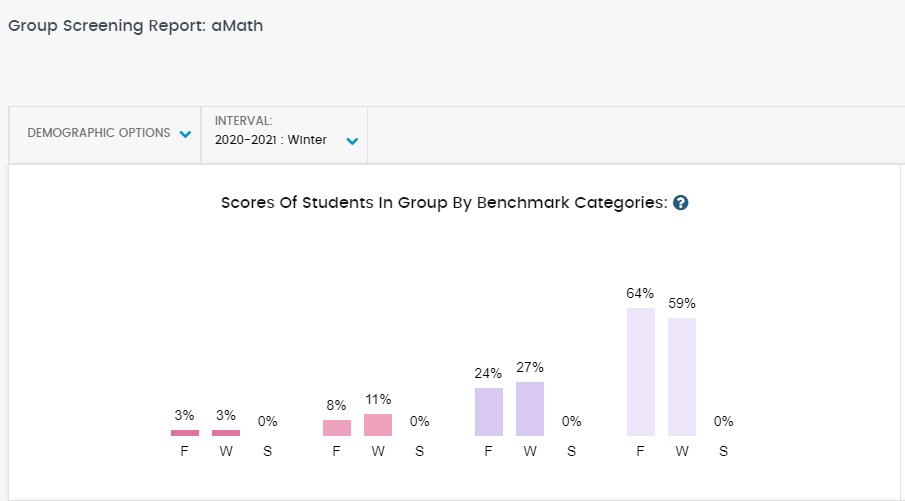 Group Screening Report: aMath
DEMOGRAPHIC OPTIONS
INTERVAL:
2020-2021 : Winter
Scores Of Students In Group By Benchmark Categories: ?
64%
59%
24% 27%
8% 11%
3% 3% 0% 0% 0% 0%
F W S F W S F W S F W S